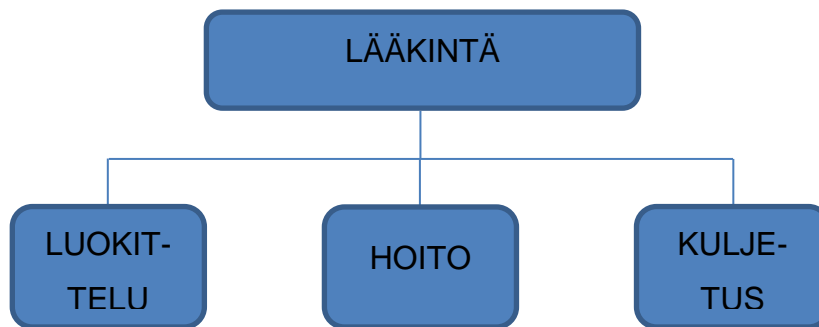 LÄÄKINTÄ
LUOKIT-
TELU
HOITO
KULJE-
TUS